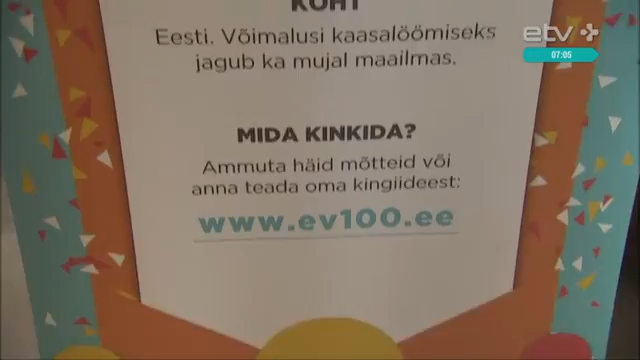 KOHT
Eesti. Võimalusi kaasalöömiseks
jagub ka mujal maailmas.
MIDA KINKIDA?
Ammuta häid mõtteid või
anna teada oma kingiideest:
www.ev100.ee
etv+
07:05